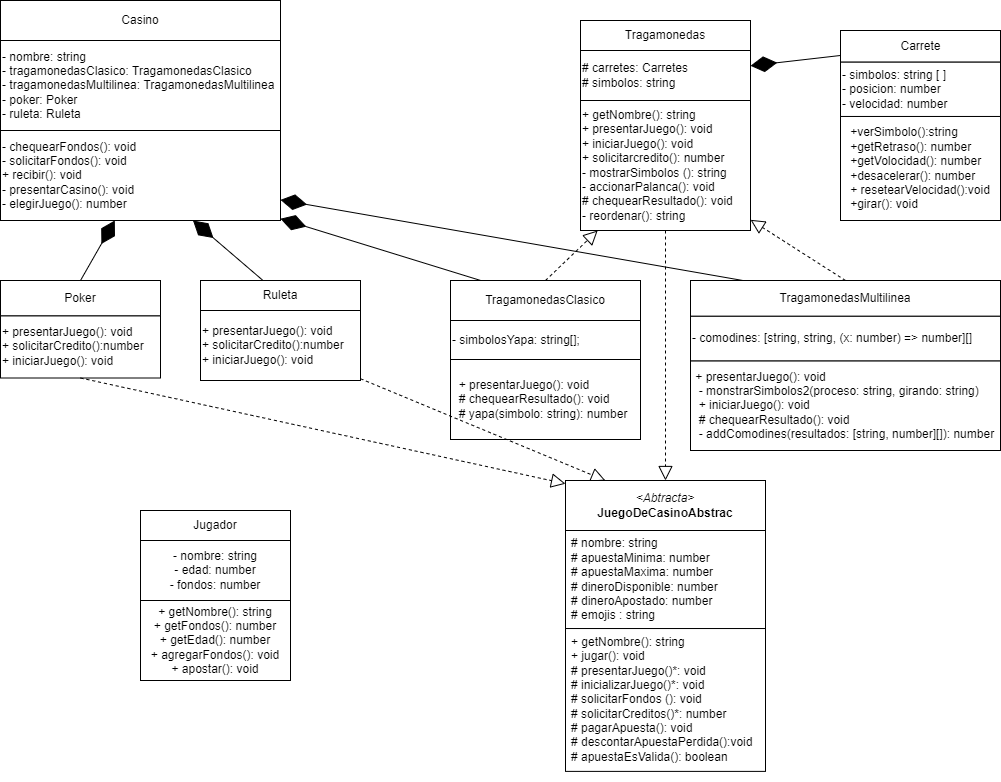 Casino
- nombre: string
- tragamonedasClasico: TragamonedasClasico
- tragamonedasMultilinea: TragamonedasMultilinea
- poker: Poker
- ruleta: Ruleta
- chequearFondos(): void
- solicitarFondos(): void
+ recibir(): void
- presentarCasino(): void
- elegirJuego(): number
Tragamonedas
# carretes: Carretes
# simbolos: string
+ getNombre(): string
+ presentarJuego(): void
+ iniciarJuego(): void
+ solicitarcredito(): number
- mostrarSimbolos (): string
- accionarPalanca(): void
# chequearResultado(): void
- reordenar(): string
Carrete
- simbolos: string [ ]
- posicion: number
- velocidad: number
+verSimbolo():string
+getRetraso(): number
+getVolocidad(): number
+desacelerar(): number
+ resetearVelocidad():void
+girar(): void
Poker
+ presentarJuego(): void
+ solicitarCredito():number
+ iniciarJuego(): void
Ruleta
+ presentarJuego(): void
+ solicitarCredito():number
+ iniciarJuego(): void
TragamonedasClasico
- simbolosYapa: string[];
+ presentarJuego(): void
# chequearResultado(): void
# yapa(simbolo: string): number
TragamonedasMultilinea
- comodines: [string, string, (x: number) => number][]
+ presentarJuego(): void
- monstrarSimbolos2(proceso: string, girando: string)
+ iniciarJuego(): void
# chequearResultado(): void
- addComodines(resultados: [string, number][]): number
Jugador
- nombre: string
- edad: number
- fondos: number
+ getNombre(): string
+ getFondos(): number
+ getEdad(): number
+ agregarFondos(): void
+ apostar(): void
<Abtracta>
JuegoDeCasinoAbstrac
# nombre: string
# apuestaMinima: number
# apuestaMaxima: number
# dineroDisponible: number
# dineroApostado: number
# emojis : string
+ getNombre(): string
+ jugar(): void
# presentarJuego()*: void
# inicializarJuego()*: void
# solicitarFondos (): void
# solicitarCreditos()*: number
# pagarApuesta(): void
# descontarApuestaPerdida():void
# apuestaEsValida(): boolean